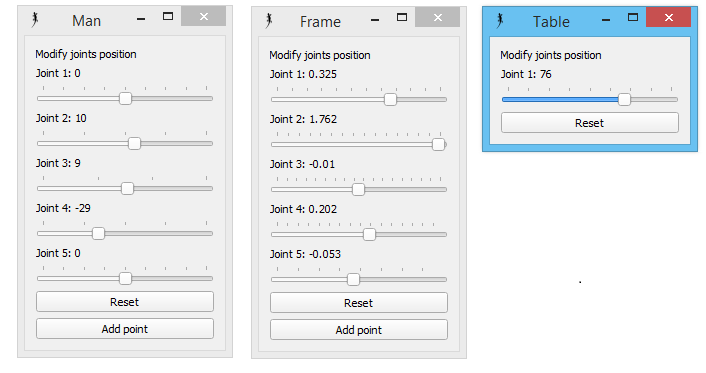 Man
Modify joints position
Joint 1: 0
Joint 2: 10
Joint 3: 9
Joint 4: -29
Joint 5: 0
Reset
Add point
Frame
Modify joints position
Joint 1: 0.325
Joint 2: 1.762
Joint 3: -0.01
Joint 4: 0.202
Joint 5: -0.053
Reset
Add point
Table
Modify joints position
Joint 1: 76
Reset
.